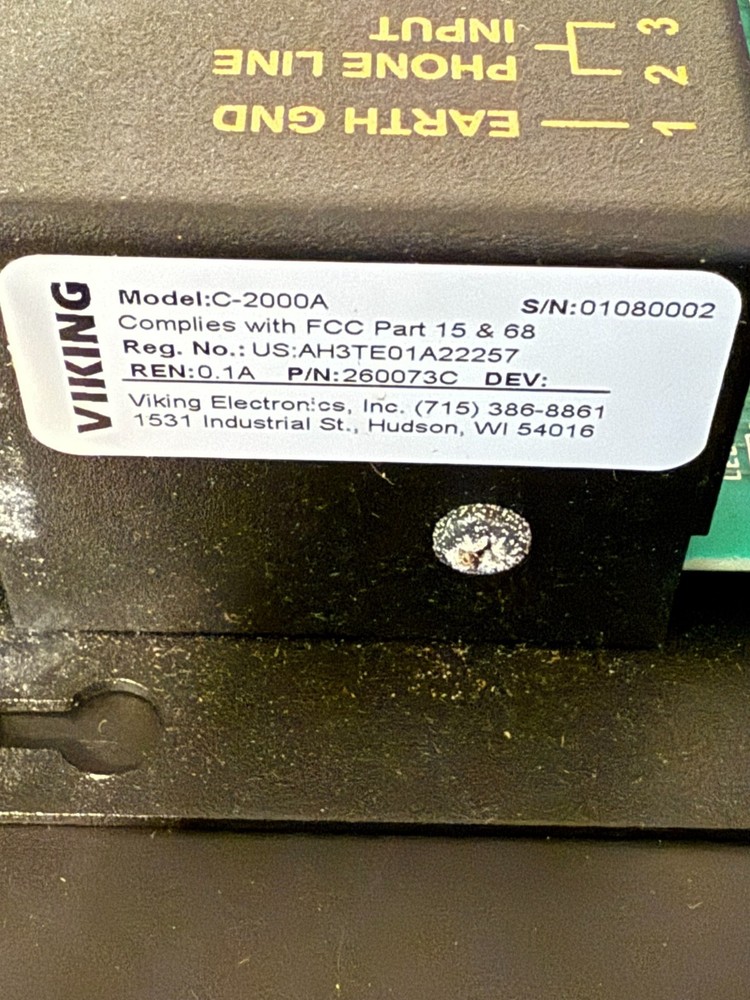 1 — EARTH GND
2 PHONE LINE
3 INPUT
VIKING
Model:C-2000A S/N:01080002
Complies with FCC Part 15 & 68
Reg. No.: US:AH3TE01A22257
REN:0.1A P/N:260073C DEV:
Viking Electronics, Inc. (715) 386-8861
1531 Industrial St., Hudson, WI 54016